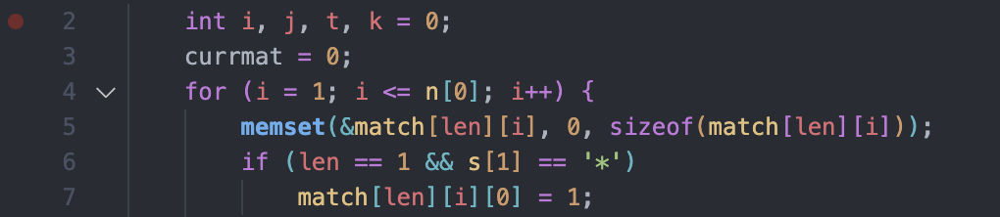 2 int i, j, t, k = 0;
3 currmat = 0;
4 for (i = 1; i <= n[0]; i++) {
5 memset(&match[len][i], 0, sizeof(match[len][i]));
6 if (len == 1 && s[1] == '*')
7 match[len][i][0] = 1;